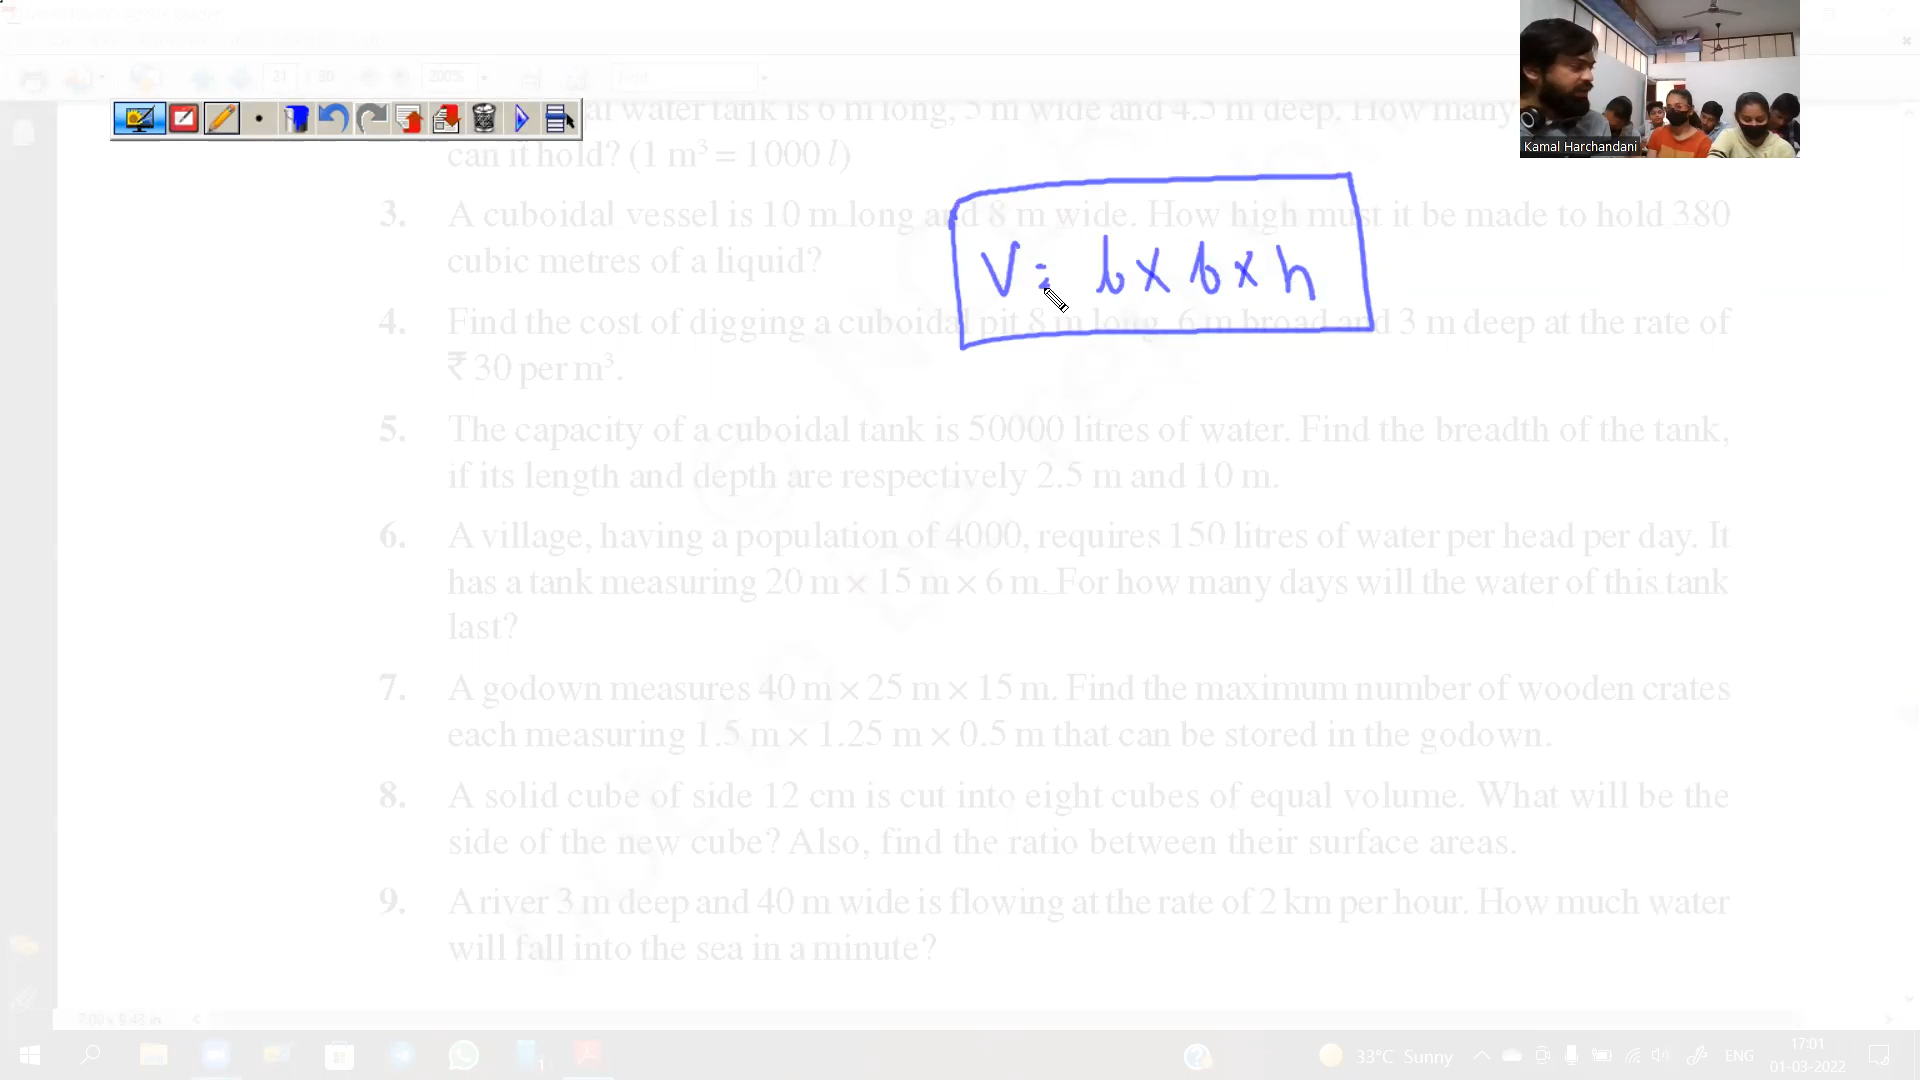 21 / 30
200%
al water tank is 6 m long, 5 m wide and 4.5 m deep. How many
can it hold? (1 m³ = 1000 l)
Kamal Harchandani
3. A cuboidal vessel is 10 m long and 8 m wide. How high must it be made to hold 380
cubic metres of a liquid?
V = b × b × h
4. Find the cost of digging a cuboidal pit 8 m long, 6 m broad and 3 m deep at the rate of
₹ 30 per m³.
5. The capacity of a cuboidal tank is 50000 litres of water. Find the breadth of the tank,
if its length and depth are respectively 2.5 m and 10 m.
6. A village, having a population of 4000, requires 150 litres of water per head per day. It
has a tank measuring 20 m × 15 m × 6 m. For how many days will the water of this tank
last?
7. A godown measures 40 m × 25 m × 15 m. Find the maximum number of wooden crates
each measuring 1.5 m × 1.25 m × 0.5 m that can be stored in the godown.
8. A solid cube of side 12 cm is cut into eight cubes of equal volume. What will be the
side of the new cube? Also, find the ratio between their surface areas.
9. A river 3 m deep and 40 m wide is flowing at the rate of 2 km per hour. How much water
will fall into the sea in a minute?
33°C Sunny
ENG
17:01
01-03-2022